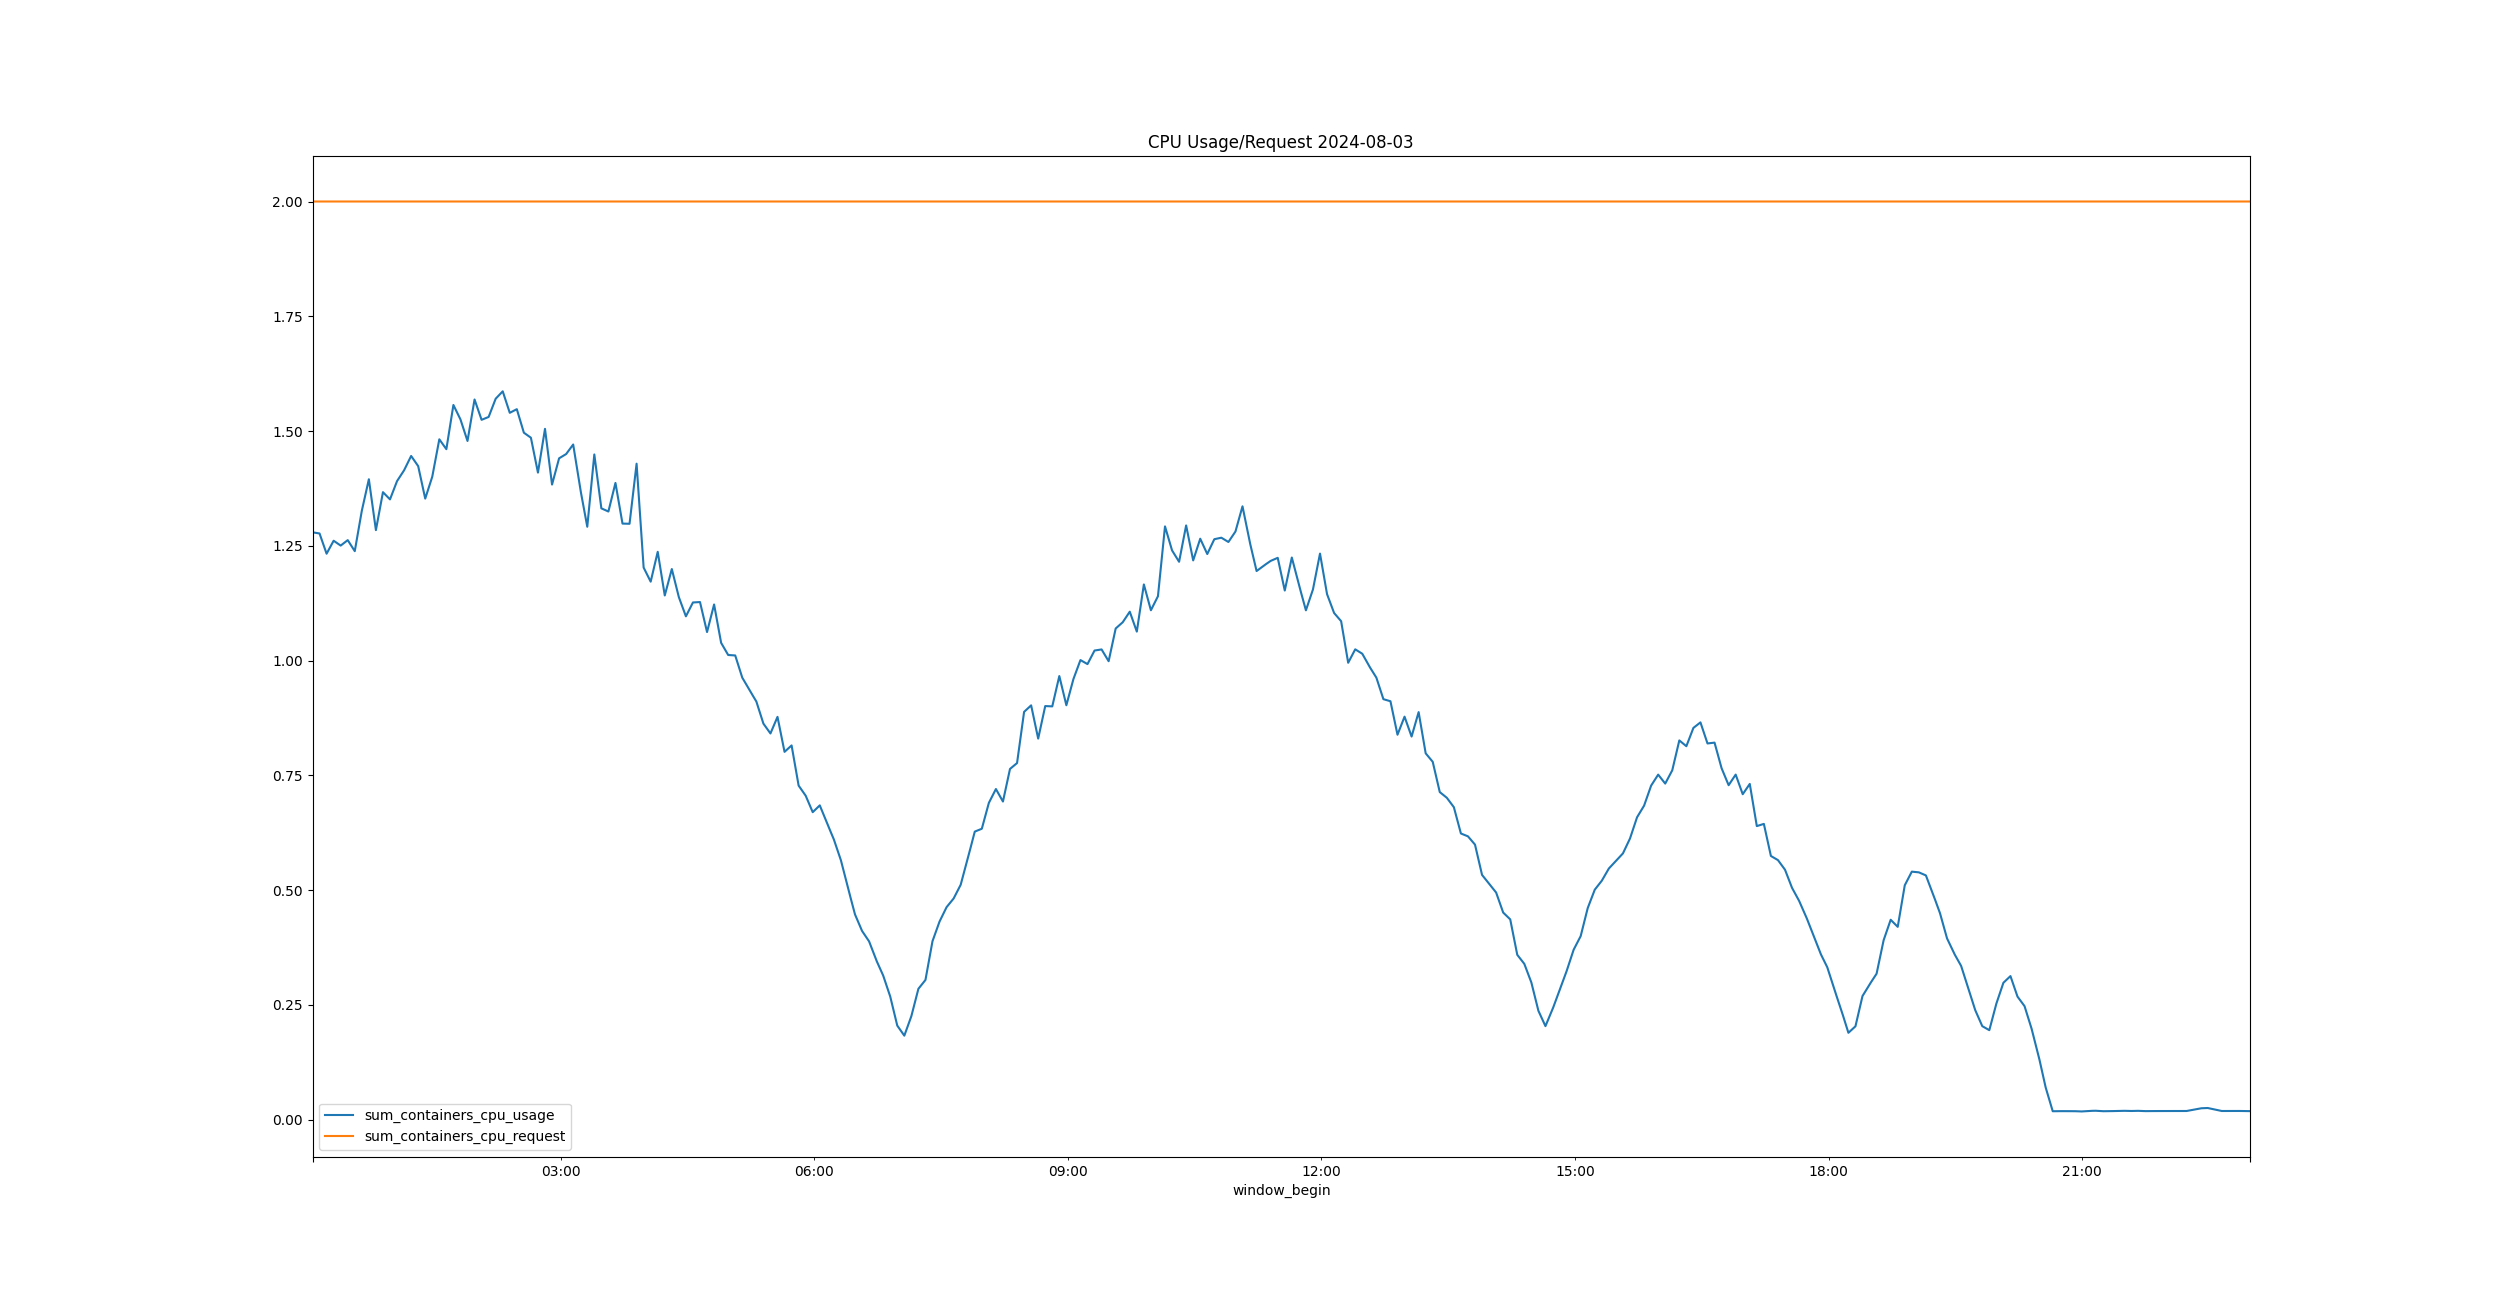 CPU Usage/Request 2024-08-03
2.00
1.75
1.50
1.25
1.00
0.75
0.50
0.25
0.00
sum_containers_cpu_usage
sum_containers_cpu_request
03:00 06:00 09:00 12:00 15:00 18:00 21:00
window_begin